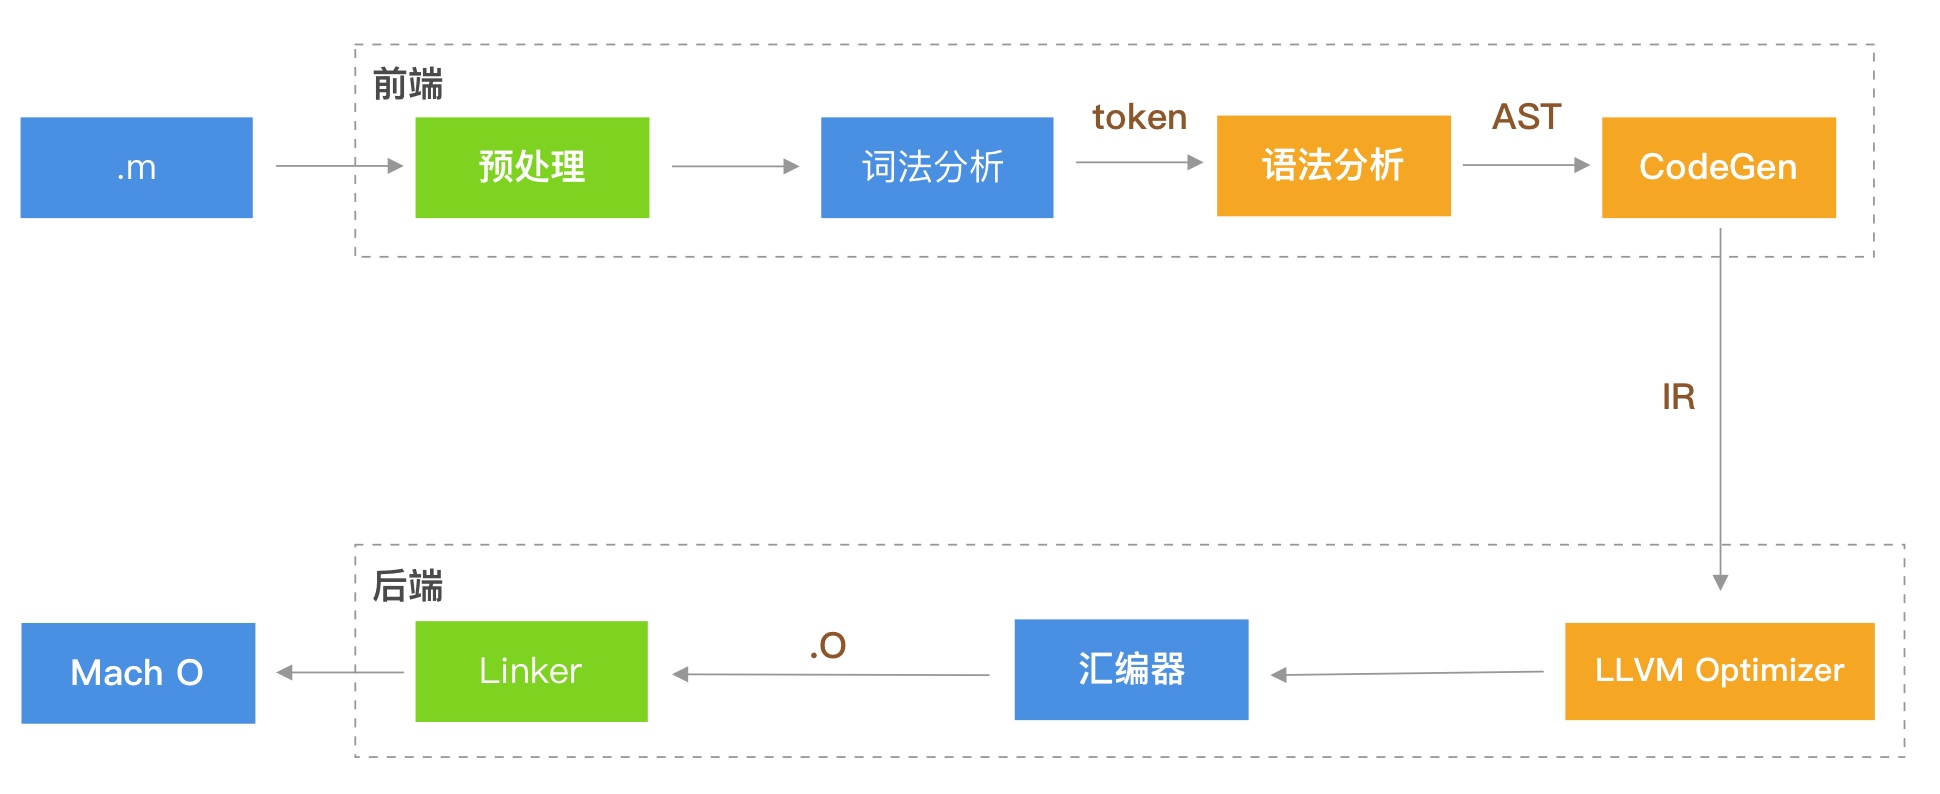 前端
.m
预处理
词法分析
token
语法分析
AST
CodeGen
IR
后端
Mach O
Linker
.O
汇编器
LLVM Optimizer